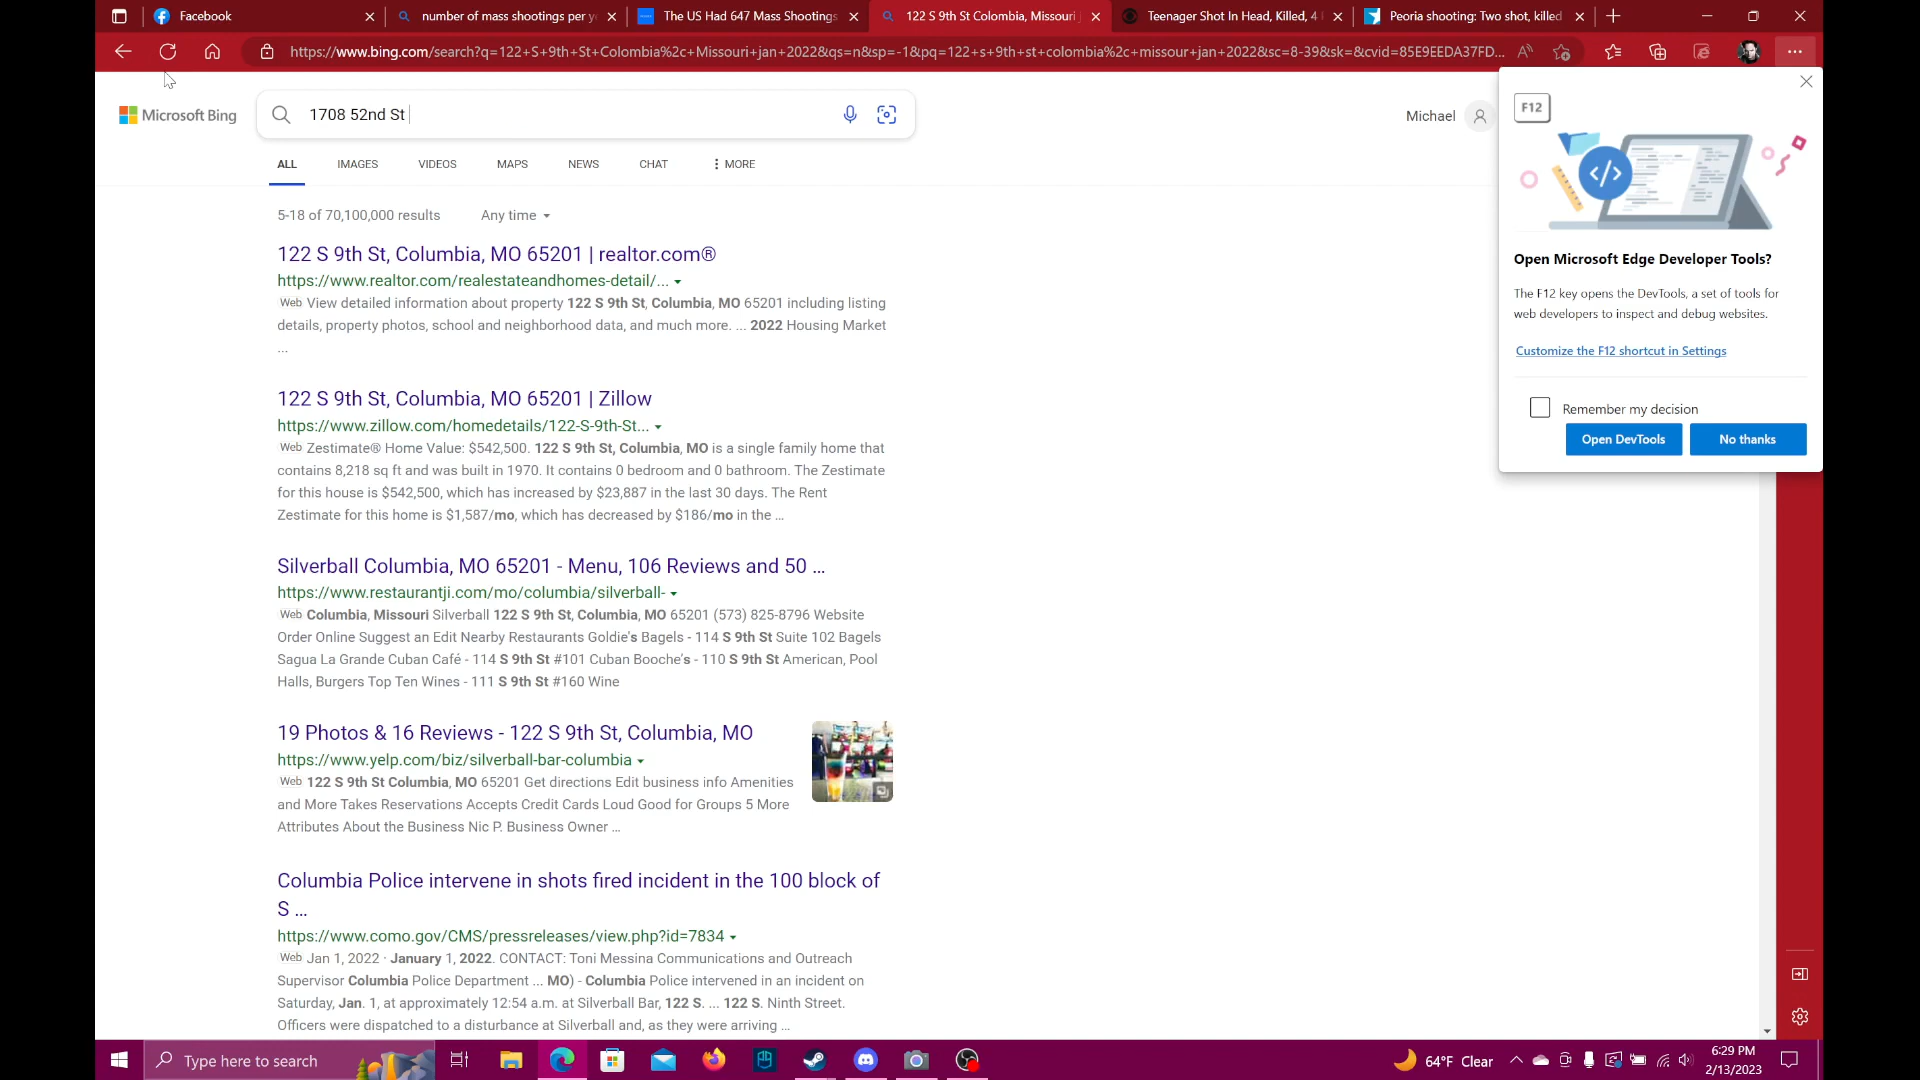 Facebook
number of mass shootings per y
The US Had 647 Mass Shootings
122 S 9th St Colombia, Missouri j
Teenager Shot In Head, Killed, 4
Peoria shooting: Two shot, killed
https://www.bing.com/search?q=122+S+9th+St+Colombia%2c+Missouri+jan+2022&qs=n&sp=-1&pq=122+s+9th+st+colombia%2c+missour+jan+2022&sc=8-39&sk=&cvid=85E9EEDA37FD...
Microsoft Bing
1708 52nd St
Michael
ALL IMAGES VIDEOS MAPS NEWS CHAT MORE
5-18 of 70,100,000 results Any time
122 S 9th St, Columbia, MO 65201 | realtor.com®
https://www.realtor.com/realestateandhomes-detail/...
Web View detailed information about property 122 S 9th St, Columbia, MO 65201 including listing
details, property photos, school and neighborhood data, and much more. ... 2022 Housing Market
...
122 S 9th St, Columbia, MO 65201 | Zillow
https://www.zillow.com/homedetails/122-S-9th-St...
Web Zestimate® Home Value: $542,500. 122 S 9th St, Columbia, MO is a single family home that
contains 8,218 sq ft and was built in 1970. It contains 0 bedroom and 0 bathroom. The Zestimate
for this house is $542,500, which has increased by $23,887 in the last 30 days. The Rent
Zestimate for this home is $1,587/mo, which has decreased by $186/mo in the ...
Silverball Columbia, MO 65201 - Menu, 106 Reviews and 50 ...
https://www.restaurantji.com/mo/columbia/silverball-
Web Columbia, Missouri Silverball 122 S 9th St, Columbia, MO 65201 (573) 825-8796 Website
Order Online Suggest an Edit Nearby Restaurants Goldie's Bagels - 114 S 9th St Suite 102 Bagels
Sagua La Grande Cuban Café - 114 S 9th St #101 Cuban Booche's - 110 S 9th St American, Pool
Halls, Burgers Top Ten Wines - 111 S 9th St #160 Wine
19 Photos & 16 Reviews - 122 S 9th St, Columbia, MO
https://www.yelp.com/biz/silverball-bar-columbia
Web 122 S 9th St Columbia, MO 65201 Get directions Edit business info Amenities
and More Takes Reservations Accepts Credit Cards Loud Good for Groups 5 More
Attributes About the Business Nic P. Business Owner ...
Columbia Police intervene in shots fired incident in the 100 block of
S ...
https://www.como.gov/CMS/pressreleases/view.php?id=7834
Web Jan 1, 2022 · January 1, 2022. CONTACT: Toni Messina Communications and Outreach
Supervisor Columbia Police Department ... MO) - Columbia Police intervened in an incident on
Saturday, Jan. 1, at approximately 12:54 a.m. at Silverball Bar, 122 S. ... 122 S. Ninth Street.
Officers were dispatched to a disturbance at Silverball and, as they were arriving ...
F12
Open Microsoft Edge Developer Tools?
The F12 key opens the DevTools, a set of tools for
web developers to inspect and debug websites.
Customize the F12 shortcut in Settings
Remember my decision
Open DevTools
No thanks
Type here to search
64°F Clear
6:29 PM
2/13/2023